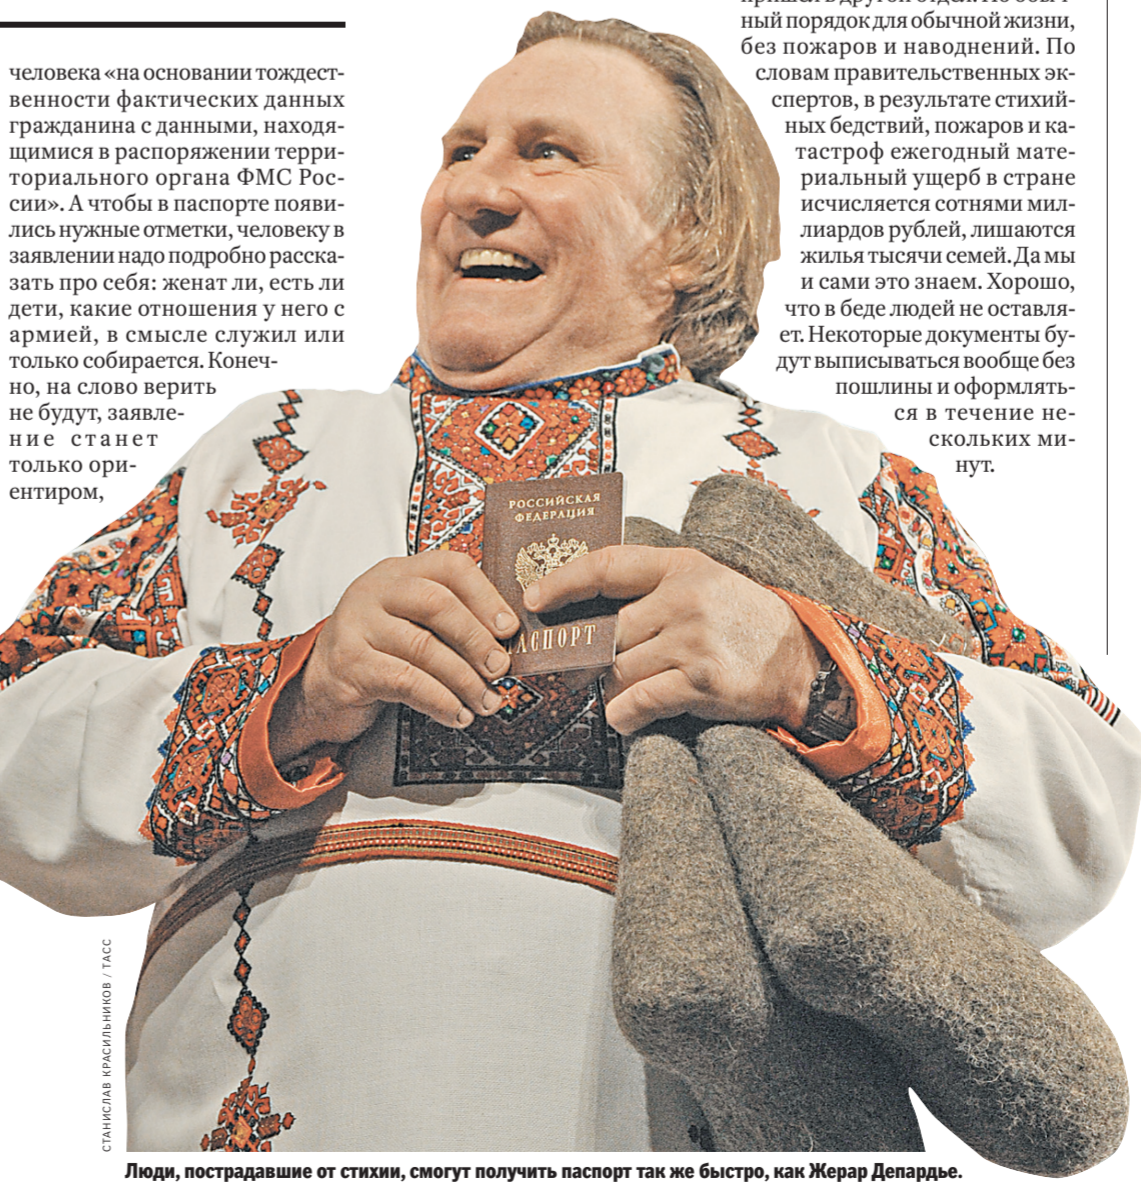 человека «на основании тождест-
венности фактических данных
гражданина с данными, находя-
щимися в распоряжении терри-
ториального органа ФМС Рос-
сии». А чтобы в паспорте появи-
лись нужные отметки, человеку в
заявлении надо подробно расска-
зать про себя: женат ли, есть ли
дети, какие отношения у него с
армией, в смысле служил или
только собирается. Конеч-
но, на слово верить
не будут, заявле-
ние станет
только ори-
ентиром,
ный порядок для обычной жизни,
без пожаров и наводнений. По
словам правительственных эк-
спертов, в результате стихий-
ных бедствий, пожаров и ка-
тастроф ежегодный мате-
риальный ущерб в стране
исчисляется сотнями мил-
лиардов рублей, лишаются
жилья тысячи семей. Да мы
и сами это знаем. Хорошо,
что в беде людей не оставля-
ет. Некоторые документы бу-
дут выписываться вообще без
пошлины и оформлять-
ся в течение не-
скольких ми-
нут.
РОССИЙСКАЯ
ФЕДЕРАЦИЯ
ПАСПОРТ
СТАНИСЛАВ КРАСИЛЬНИКОВ / ТАСС
Люди, пострадавшие от стихии, смогут получить паспорт так же быстро, как Жерар Депардье.